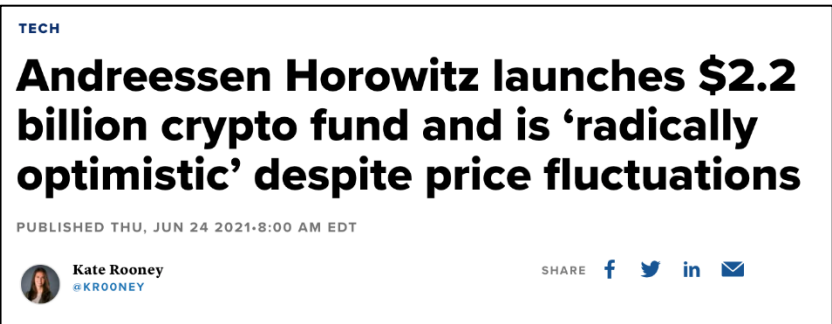 TECH
Andreessen Horowitz launches $2.2
billion crypto fund and is ‘radically
optimistic’ despite price fluctuations
PUBLISHED THU, JUN 24 2021•8:00 AM EDT
Kate Rooney
@KR00NEY
SHARE